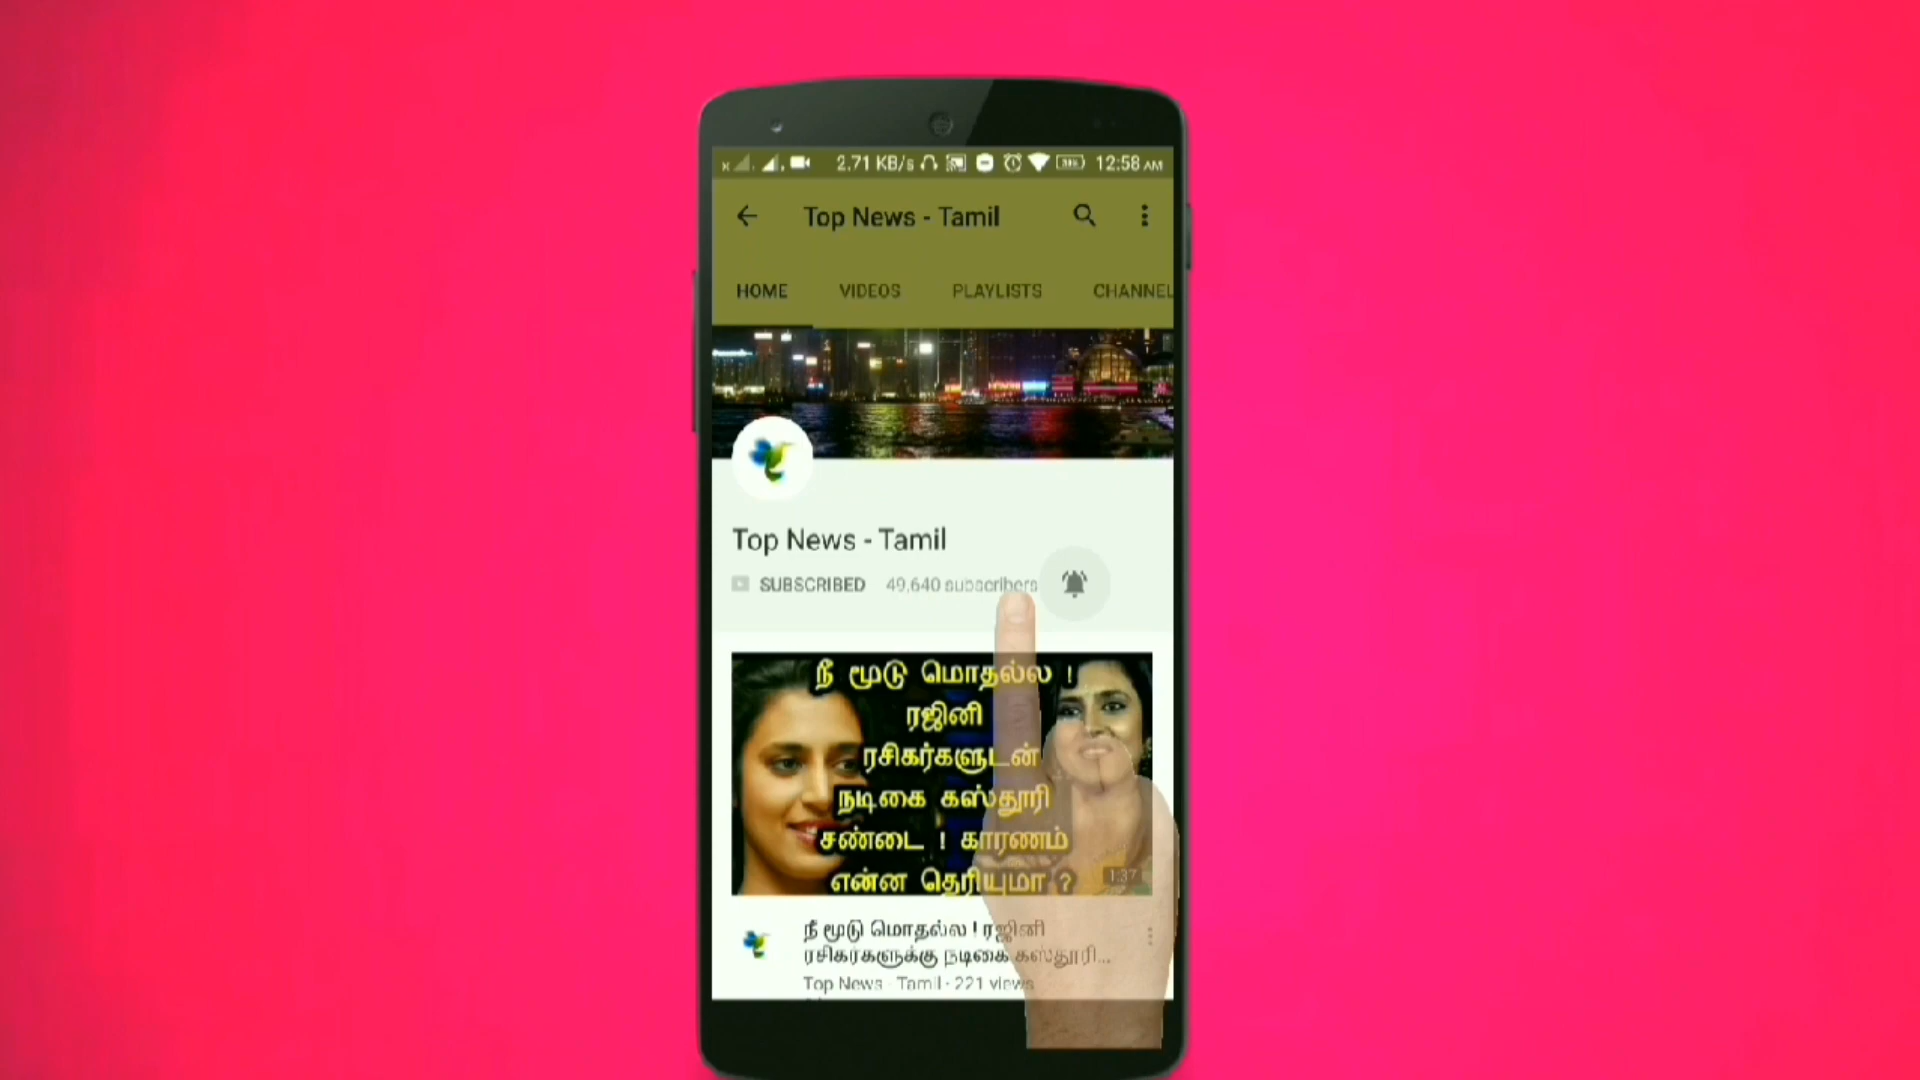 2.71 KB/s 12:58 AM
Top News - Tamil
HOME VIDEOS PLAYLISTS CHANNEL
Top News - Tamil
SUBSCRIBED 49,640 subscribers
நீ மூடு மொதல்ல !
ரஜினி
ரசிகர்களுடன்
நடிகை கஸ்தூரி
சண்டை ! காரணம்
என்ன தெரியுமா ?
1:37
நீ மூடு மொதல்ல ! ரஜினி
ரசிகர்களுக்கு நடிகை கஸ்தூரி...
Top News - Tamil · 221 views